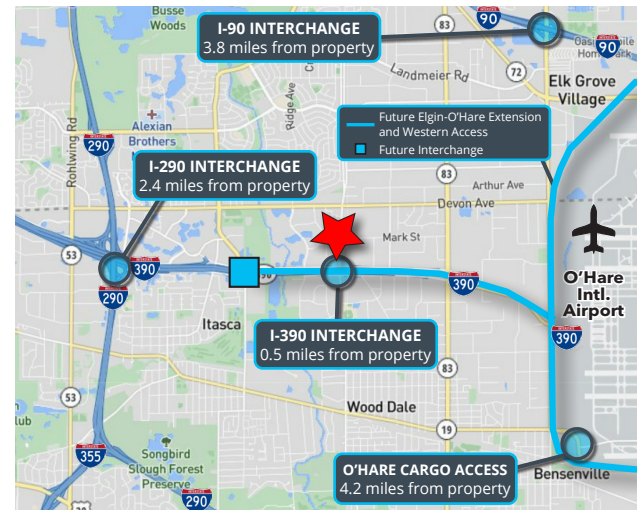 Busse
Woods
I-90 INTERCHANGE
3.8 miles from property
83
90
90
Landmeier Rd
72
Elk Grove
Village
Ridge Ave
Rohlwing Rd
290
Alexian
Brothers
Future Elgin-O'Hare Extension
and Western Access
Future Interchange
I-290 INTERCHANGE
2.4 miles from property
83
Arthur Ave
Devon Ave
Mark St
53
390
290
390
O'Hare
Intl.
Airport
390
Itasca
I-390 INTERCHANGE
0.5 miles from property
83
53
Wood Dale
19
355
Songbird
Slough Forest
Preserve
290
O'HARE CARGO ACCESS
4.2 miles from property
Bensenville